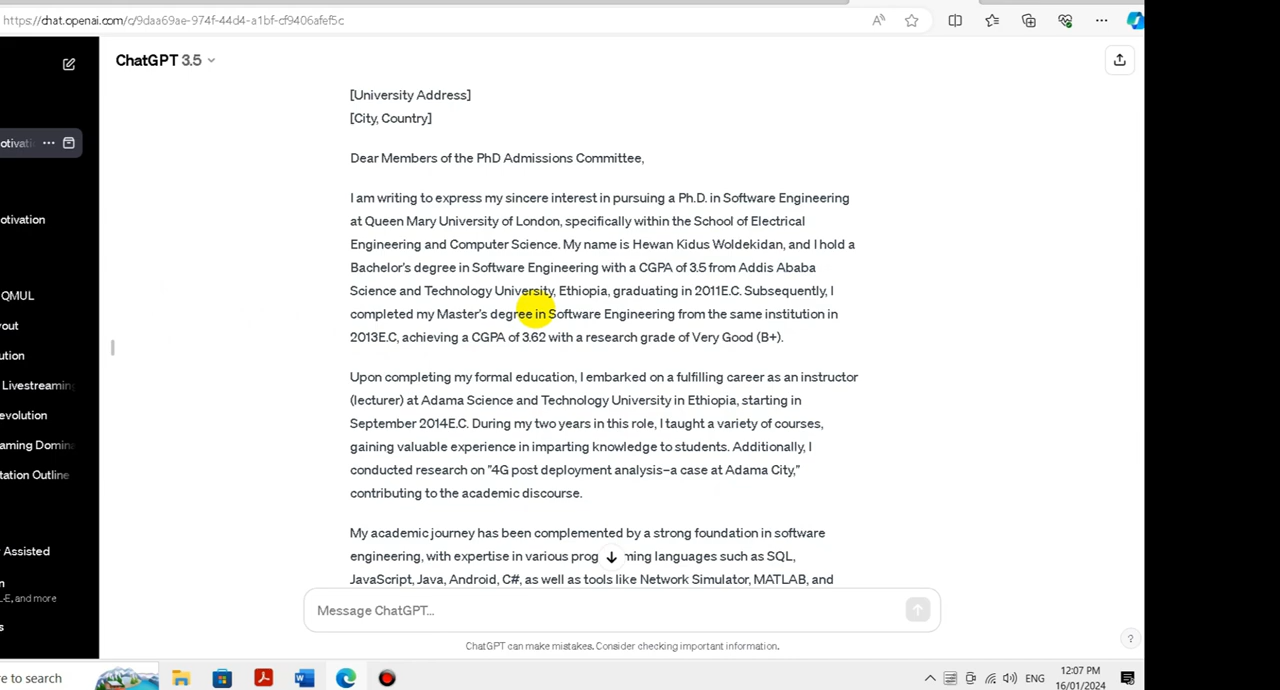 https://chat.openai.com/c/9daa69ae-974f-44d4-a1bf-cf9406afef5c
ChatGPT 3.5
[University Address]
[City, Country]
Dear Members of the PhD Admissions Committee,
I am writing to express my sincere interest in pursuing a Ph.D. in Software Engineering
at Queen Mary University of London, specifically within the School of Electrical
Engineering and Computer Science. My name is Hewan Kidus Woldekidan, and I hold a
Bachelor's degree in Software Engineering with a CGPA of 3.5 from Addis Ababa
Science and Technology University, Ethiopia, graduating in 2011E.C. Subsequently, I
completed my Master's degree in Software Engineering from the same institution in
2013E.C, achieving a CGPA of 3.62 with a research grade of Very Good (B+).
Upon completing my formal education, I embarked on a fulfilling career as an instructor
(lecturer) at Adama Science and Technology University in Ethiopia, starting in
September 2014E.C. During my two years in this role, I taught a variety of courses,
gaining valuable experience in imparting knowledge to students. Additionally, I
conducted research on "4G post deployment analysis–a case at Adama City,"
contributing to the academic discourse.
My academic journey has been complemented by a strong foundation in software
engineering, with expertise in various prog ming languages such as SQL,
JavaScript, Java, Android, C#, as well as tools like Network Simulator, MATLAB, and
Message ChatGPT...
ChatGPT can make mistakes. Consider checking important information.
?
otivati
otivation
QMUL
out
ution
Livestreaming
evolution
aming Domina
tation Outline
Assisted
-E, and more
s
e to search
ENG
12:07 PM
16/01/2024